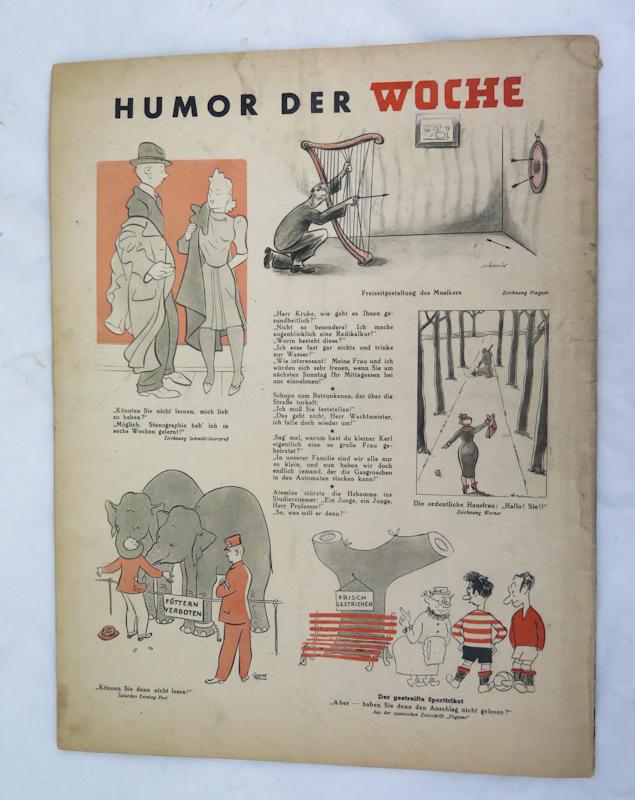 HUMOR DER WOCHE
Freizeitgestaltung des Musikers
Zeichnung Pinguin
„Könnten Sie nicht lernen, mich lieb
zu haben?"
„Möglich. Stenographie hab' ich in
sechs Wochen gelernt!"
Zeichnung Schmidt-Interpreß
„Herr Kruke, wie geht es Ihnen ge-
sundheitlich?"
„Nicht so besonders! Ich mache
augenblicklich eine Radikalkur!"
„Worin besteht diese?"
„Ich esse fast gar nichts und trinke
nur Wasser!"
„Wie interessant! Meine Frau und ich
würden sich sehr freuen, wenn Sie am
nächsten Sonntag Ihr Mittagessen bei
uns einnehmen!"
*
Schupo zum Betrunkenen, der über die
Straße torkelt:
„Ich muß Sie feststellen!"
„Das geht nicht, Herr Wachtmeister,
ich falle doch wieder um!"
*
„Sag' mal, warum hast du kleiner Kerl
eigentlich eine so große Frau ge-
heiratet?"
„In unserer Familie sind wir alle nur
so klein, und nun haben wir doch
endlich jemand, der die Gasgroschen
in den Automaten stecken kann!"
*
Atemlos stürzte die Hebamme ins
Studierzimmer: „Ein Junge, ein Junge,
Herr Professor!"
„So, was will er denn?"
Die ordentliche Hausfrau: „Hallo! Sie!!"
Zeichnung Werner
FÜTTERN
VERBOTEN
„Können Sie denn nicht lesen!"
Saturday Evening Post
FRISCH
GESTRICHEN
Der gestreifte Sporttrikot
„Aber — haben Sie denn den Anschlag nicht gelesen?"
Aus der spanischen Zeitschrift